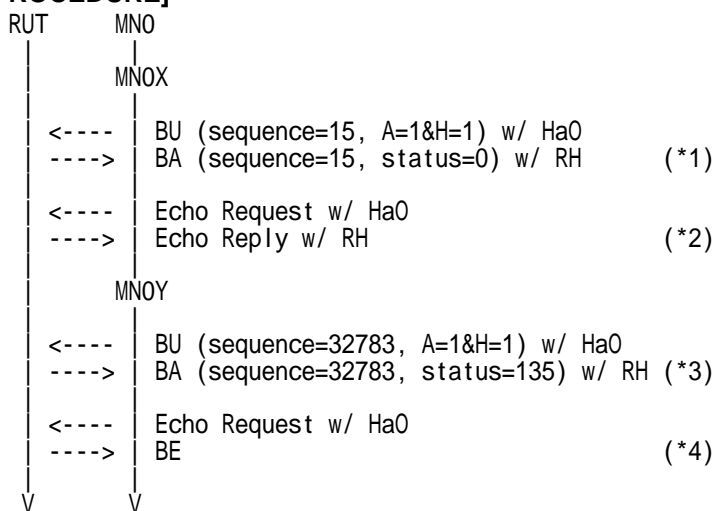 ROCEDURE]
RUT MN0
MN0X
<---- BU (sequence=15, A=1&H=1) w/ HaO
----> BA (sequence=15, status=0) w/ RH (*1)
<---- Echo Request w/ HaO
----> Echo Reply w/ RH (*2)
MN0Y
<---- BU (sequence=32783, A=1&H=1) w/ HaO
----> BA (sequence=32783, status=135) w/ RH (*3)
<---- Echo Request w/ HaO
----> BE (*4)
V V